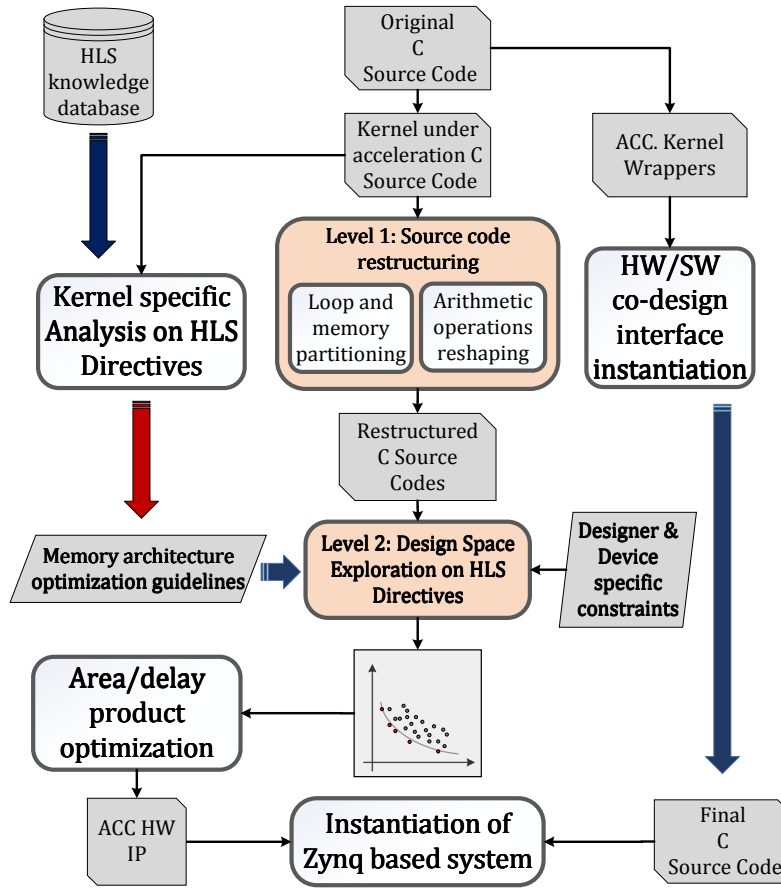 HLS
knowledge
database
Original
C
Source Code
Kernel under
acceleration C
Source Code
ACC. Kernel
Wrappers
Level 1: Source code
restructuring
Loop and
memory
partitioning
Arithmetic
operations
reshaping
Kernel specific
Analysis on HLS
Directives
HW/SW
co-design
interface
instantiation
Restructured
C Source
Codes
Memory architecture
optimization guidelines
Level 2: Design Space
Exploration on HLS
Directives
Designer &
Device
specific
constraints
Area/delay
product
optimization
ACC HW
IP
Instantiation of
Zynq based system
Final
C
Source Code